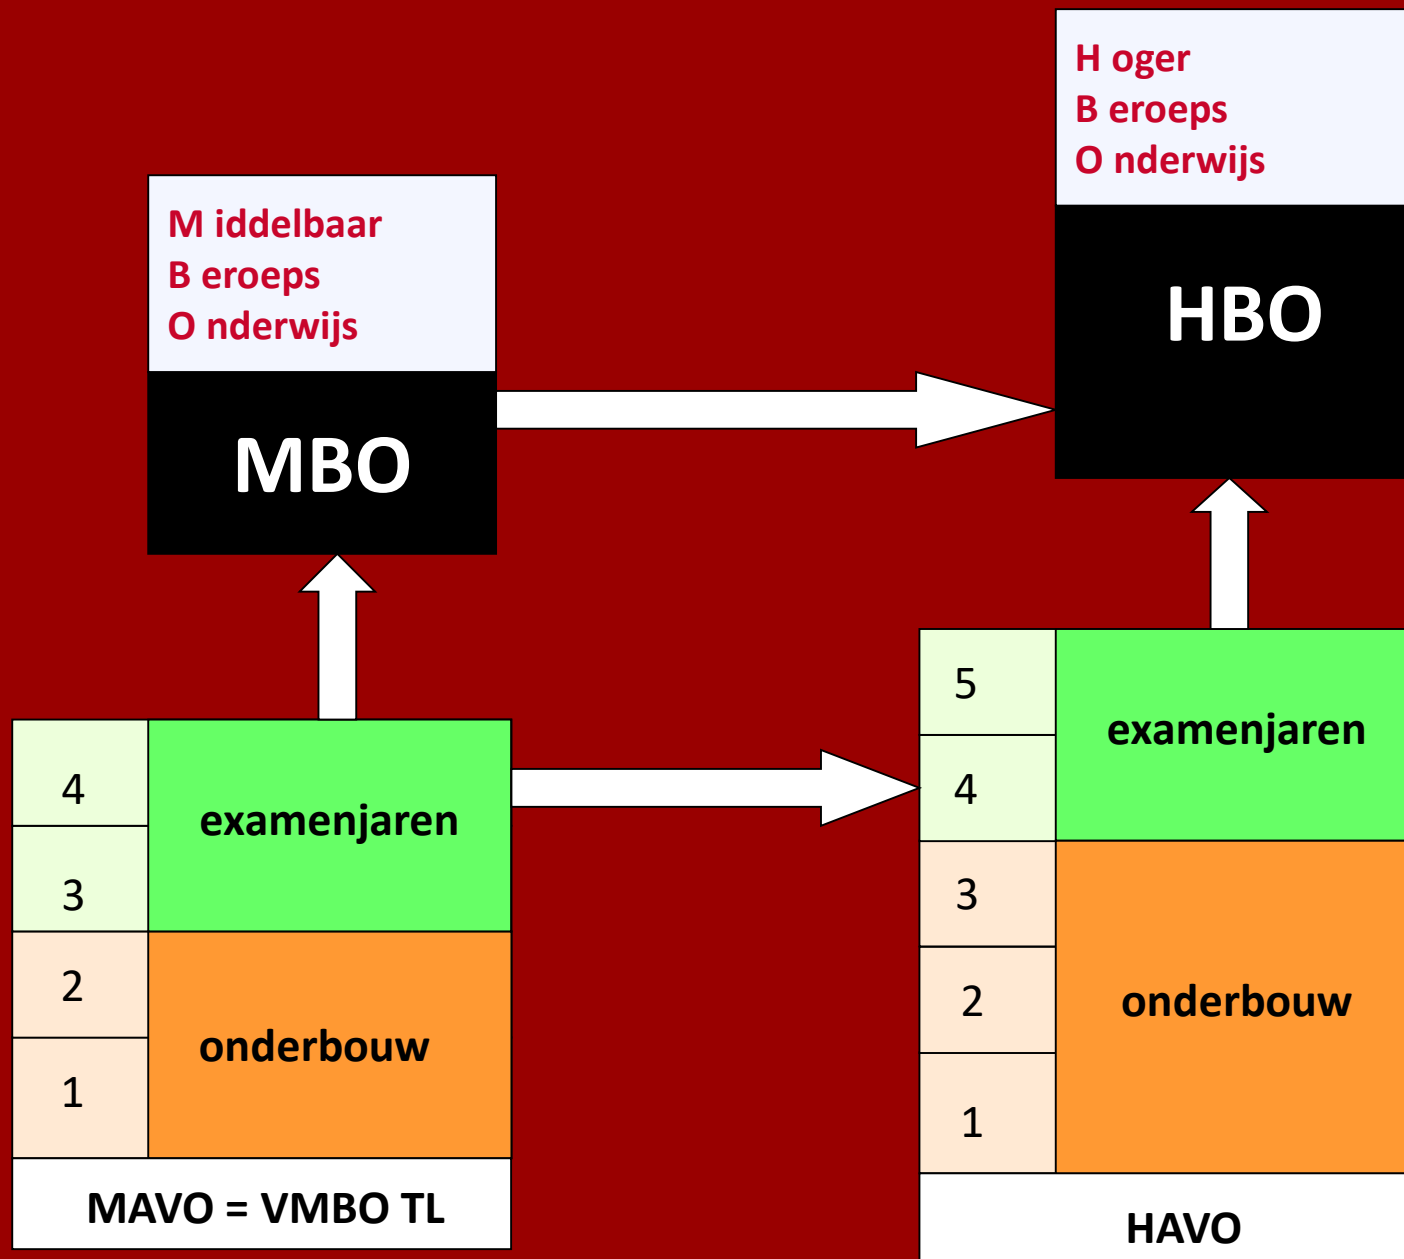 H oger
B eroeps
O nderwijs
HBO
M iddelbaar
B eroeps
O nderwijs
MBO
5
examenjaren
4
3
2
onderbouw
1
HAVO
4
examenjaren
3
2
onderbouw
1
MAVO = VMBO TL